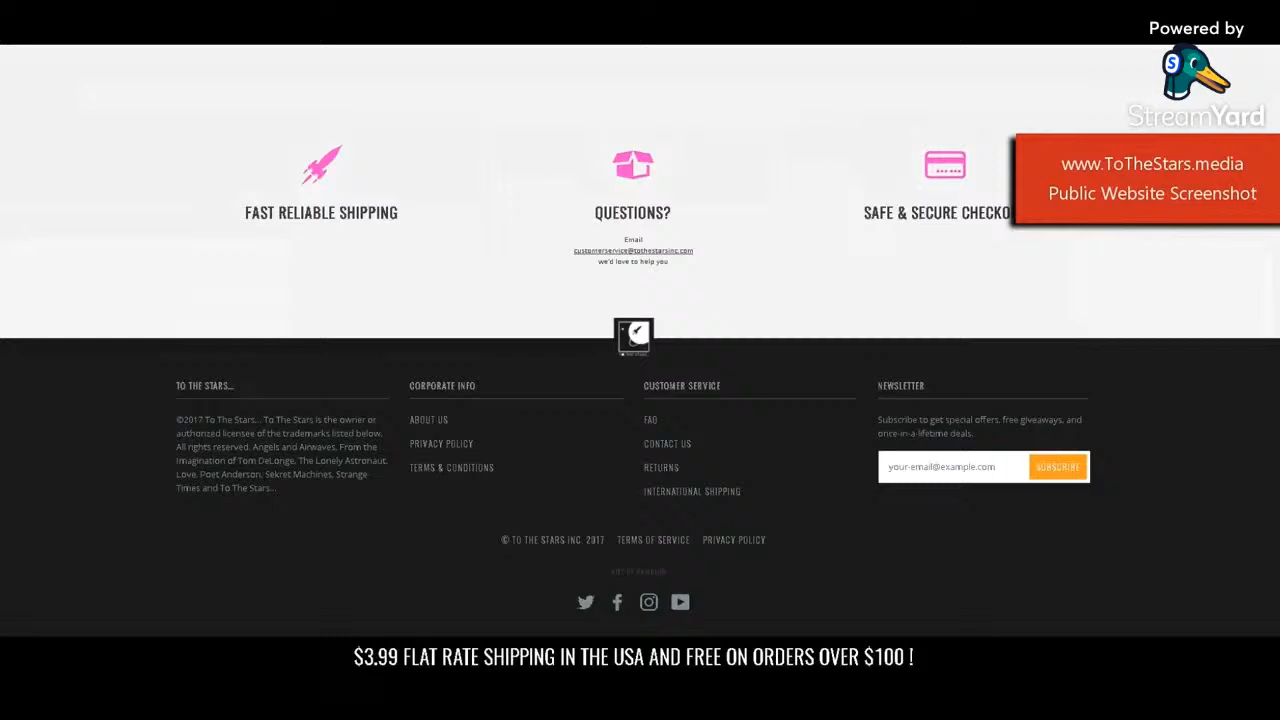 Powered by
StreamYard
www.ToTheStars.media
Public Website Screenshot
FAST RELIABLE SHIPPING
QUESTIONS?
SAFE & SECURE CHECKO
Email
customerservice@tothestarsinc.com
we'd love to help you
TO THE STARS...
©2017 To The Stars... To The Stars is the owner or
authorized licensee of the trademarks listed below.
All rights reserved. Angels and Airwaves, From the
Imagination of Tom DeLonge, The Lonely Astronaut,
Love, Poet Anderson, Sekret Machines, Strange
Times and To The Stars...
CORPORATE INFO
ABOUT US
PRIVACY POLICY
TERMS & CONDITIONS
CUSTOMER SERVICE
FAQ
CONTACT US
RETURNS
INTERNATIONAL SHIPPING
NEWSLETTER
Subscribe to get special offers, free giveaways, and
once-in-a-lifetime deals.
your-email@example.com
SUBSCRIBE
© TO THE STARS INC. 2017 TERMS OF SERVICE PRIVACY POLICY
$3.99 FLAT RATE SHIPPING IN THE USA AND FREE ON ORDERS OVER $100 !